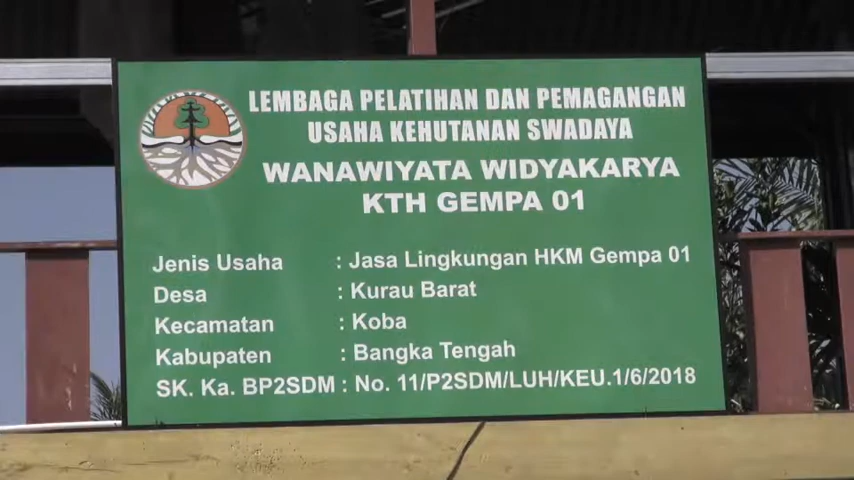 LEMBAGA PELATIHAN DAN PEMAGANGAN
USAHA KEHUTANAN SWADAYA
WANAWIYATA WIDYAKARYA
KTH GEMPA 01
Jenis Usaha : Jasa Lingkungan HKM Gempa 01
Desa : Kurau Barat
Kecamatan : Koba
Kabupaten : Bangka Tengah
SK. Ka. BP2SDM : No. 11/P2SDM/LUH/KEU.1/6/2018